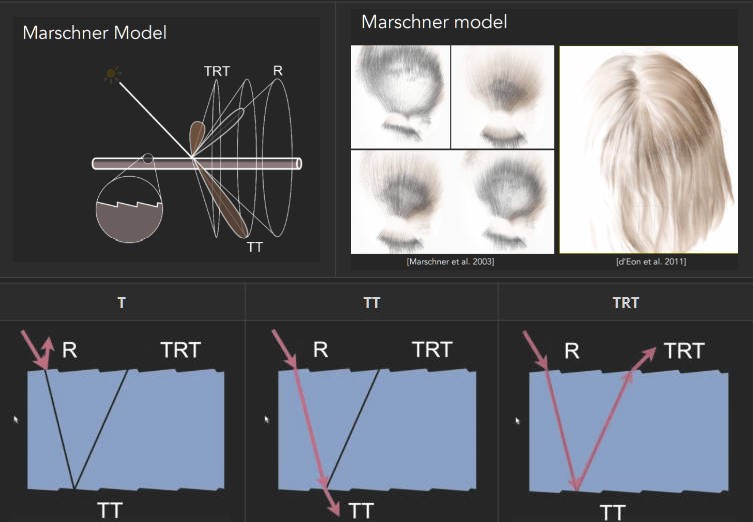 Marschner Model
TRT
R
TT
Marschner model
[Marschner et al. 2003]
[d'Eon et al. 2011]
T
TT
TRT
R
TRT
TT
R
TRT
TT
R
TRT
TT